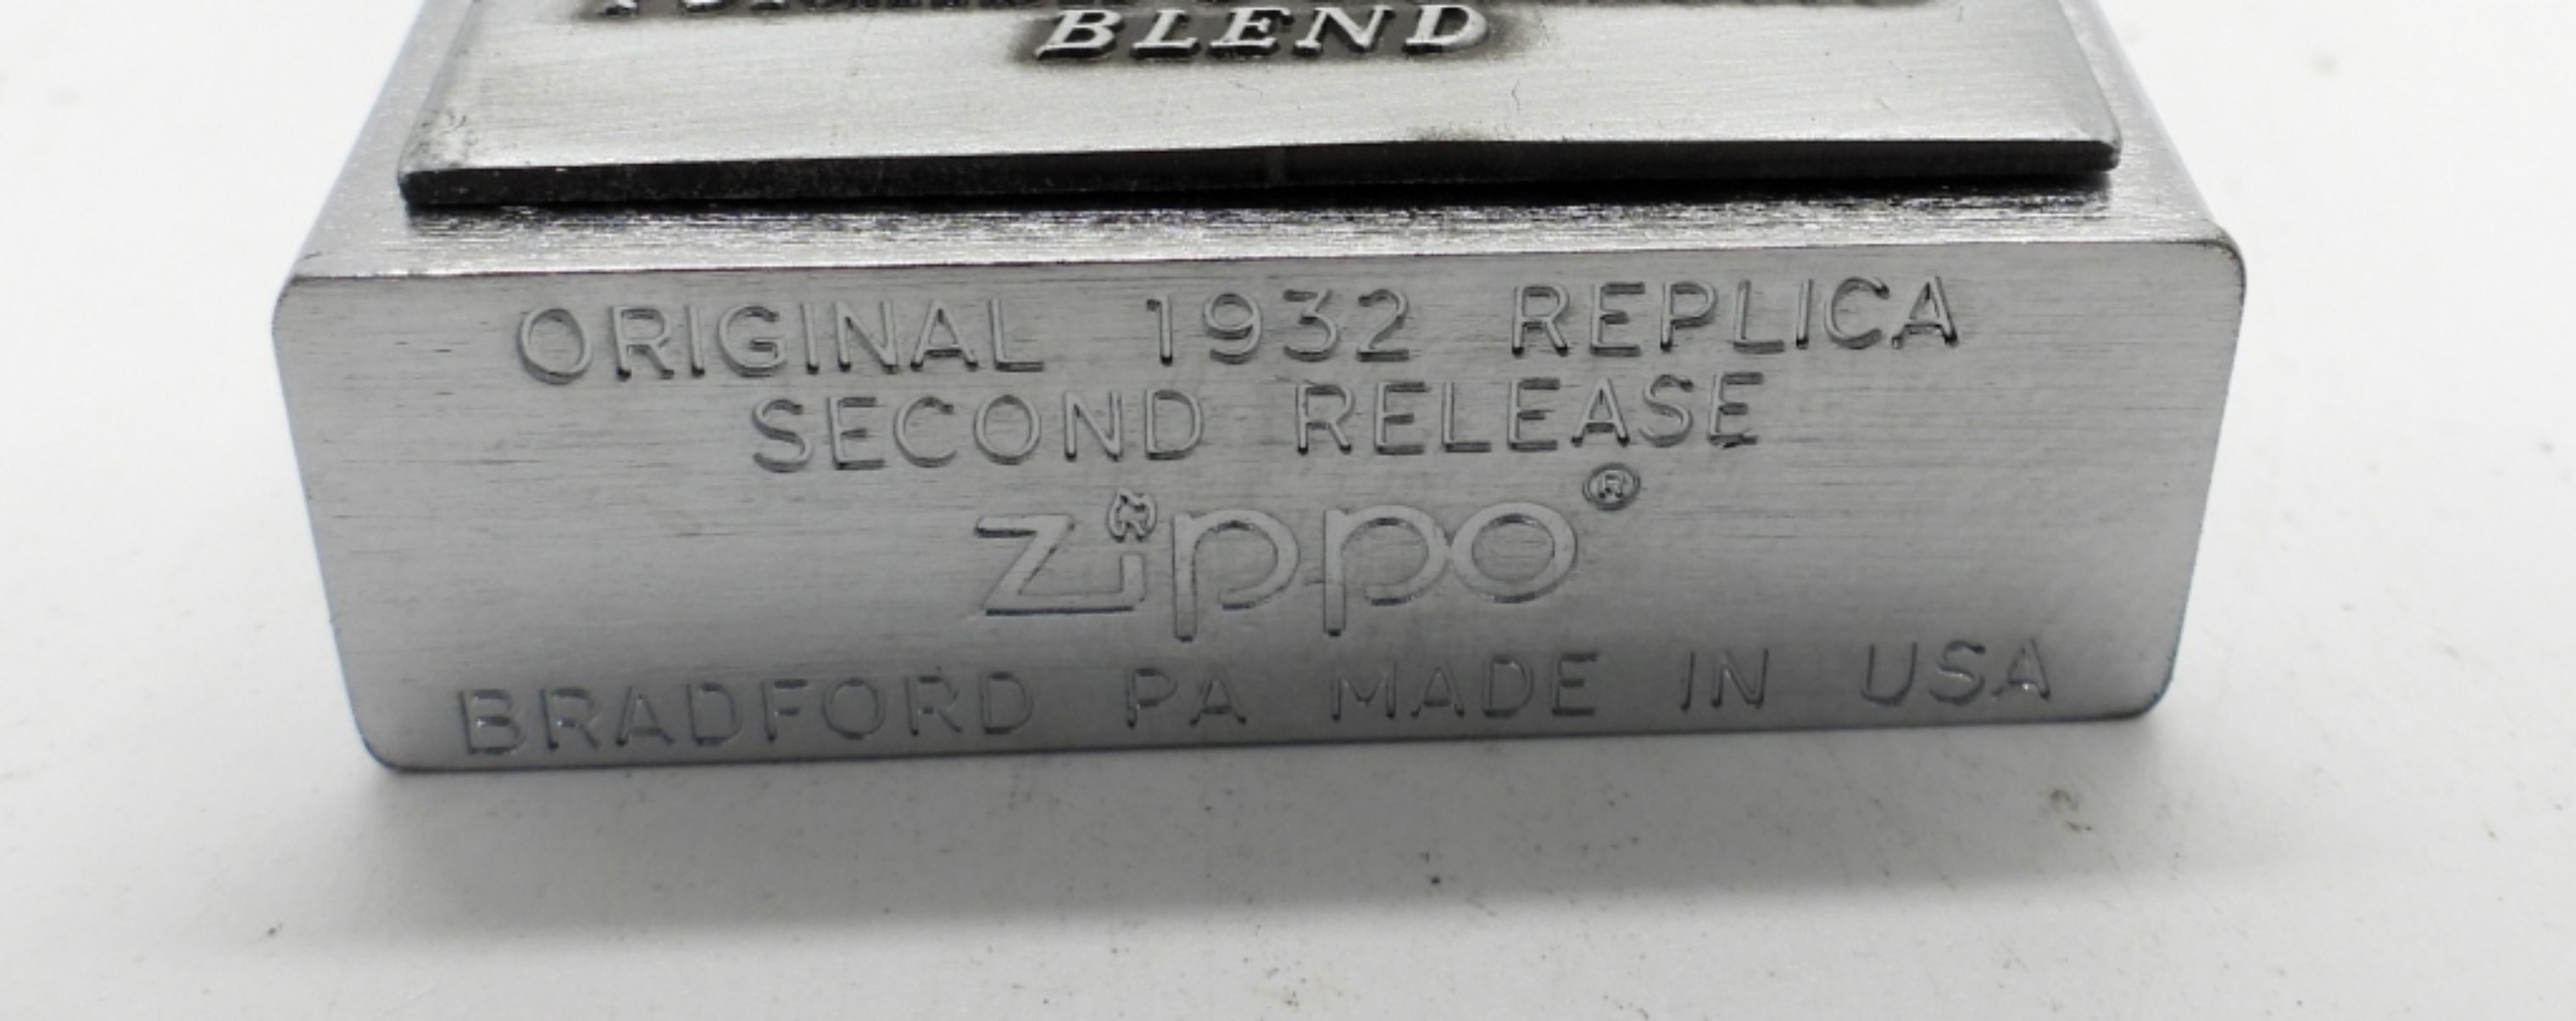 BLEND
ORIGINAL 1932 REPLICA
SECOND RELEASE
Zippo®
BRADFORD PA MADE IN USA